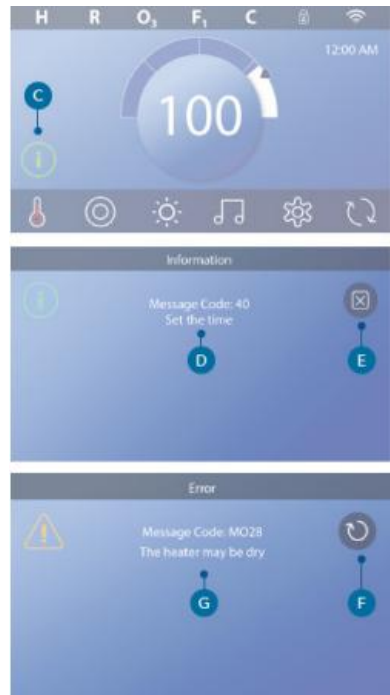 H R O₃ F₁ C
12:00 AM
C
100
i
Information
i
Message Code: 40
Set the time
D
E
Error
Message Code: MO28
The heater may be dry
G
F